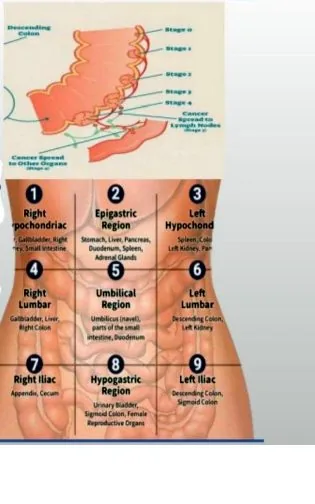 Descending
Colon
Stage 0
Stage 1
Stage 2
Stage 3
Stage 4
Cancer
Spread to
Lymph Nodes
Cancer Spread
to Other Organs
1
Right
pochondriac
Gallbladder, Right
ney, Small Intestine
2
Epigastric
Region
Stomach, Liver, Pancreas,
Duodenum, Spleen,
Adrenal Glands
3
Left
Hypochond
Spleen, Colo
Left Kidney, Pan
4
Right
Lumbar
Gallbladder, Liver,
Right Colon
5
Umbilical
Region
Umbilicus (navel),
parts of the small
intestine, Duodenum
6
Left
Lumbar
Descending Colon,
Left Kidney
7
Right Iliac
Appendix, Cecum
8
Hypogastric
Region
Urinary Bladder,
Sigmoid Colon, Female
Reproductive Organs
9
Left Iliac
Descending Colon,
Sigmoid Colon